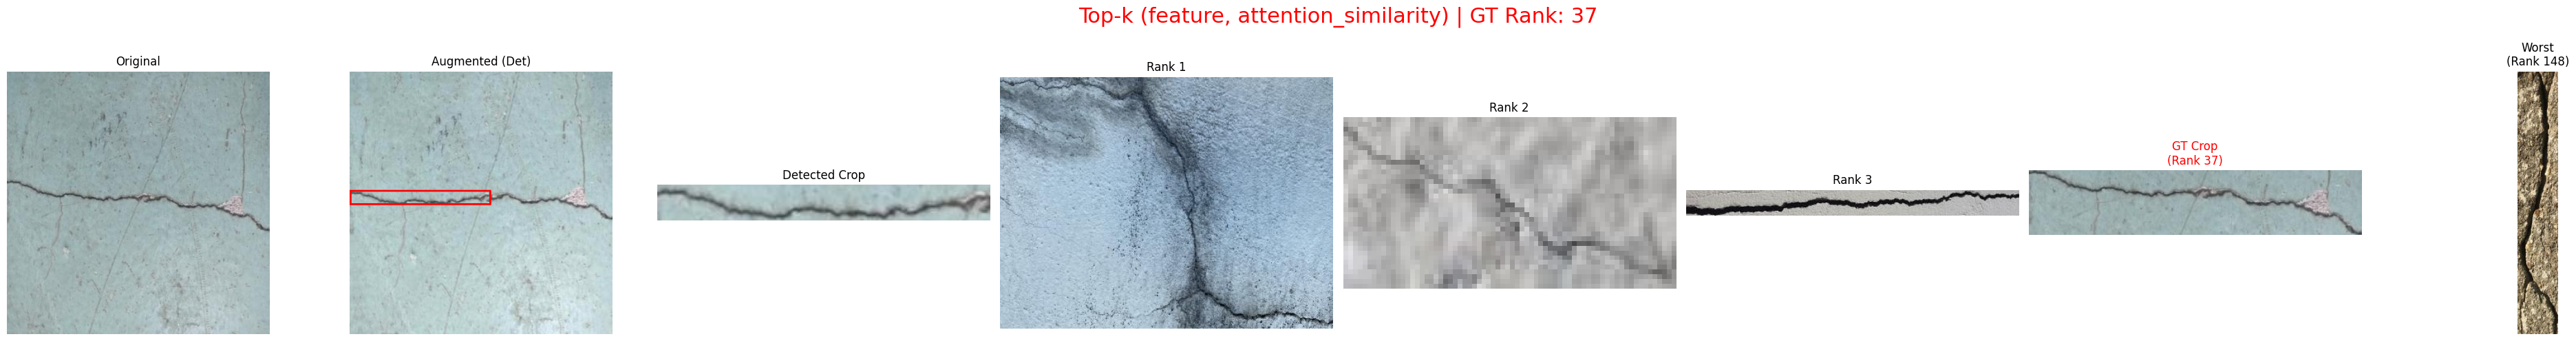 Top-k (feature, attention_similarity) | GT Rank: 37
Original
Augmented (Det)
Detected Crop
Rank 1
Rank 2
Rank 3
GT Crop
(Rank 37)
Worst
(Rank 148)